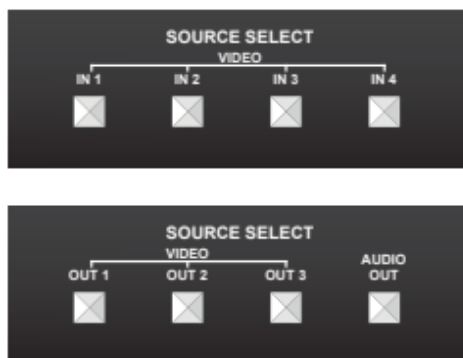 SOURCE SELECT
VIDEO
IN 1 IN 2 IN 3 IN 4
SOURCE SELECT
VIDEO
AUDIO
OUT 1 OUT 2 OUT 3 OUT